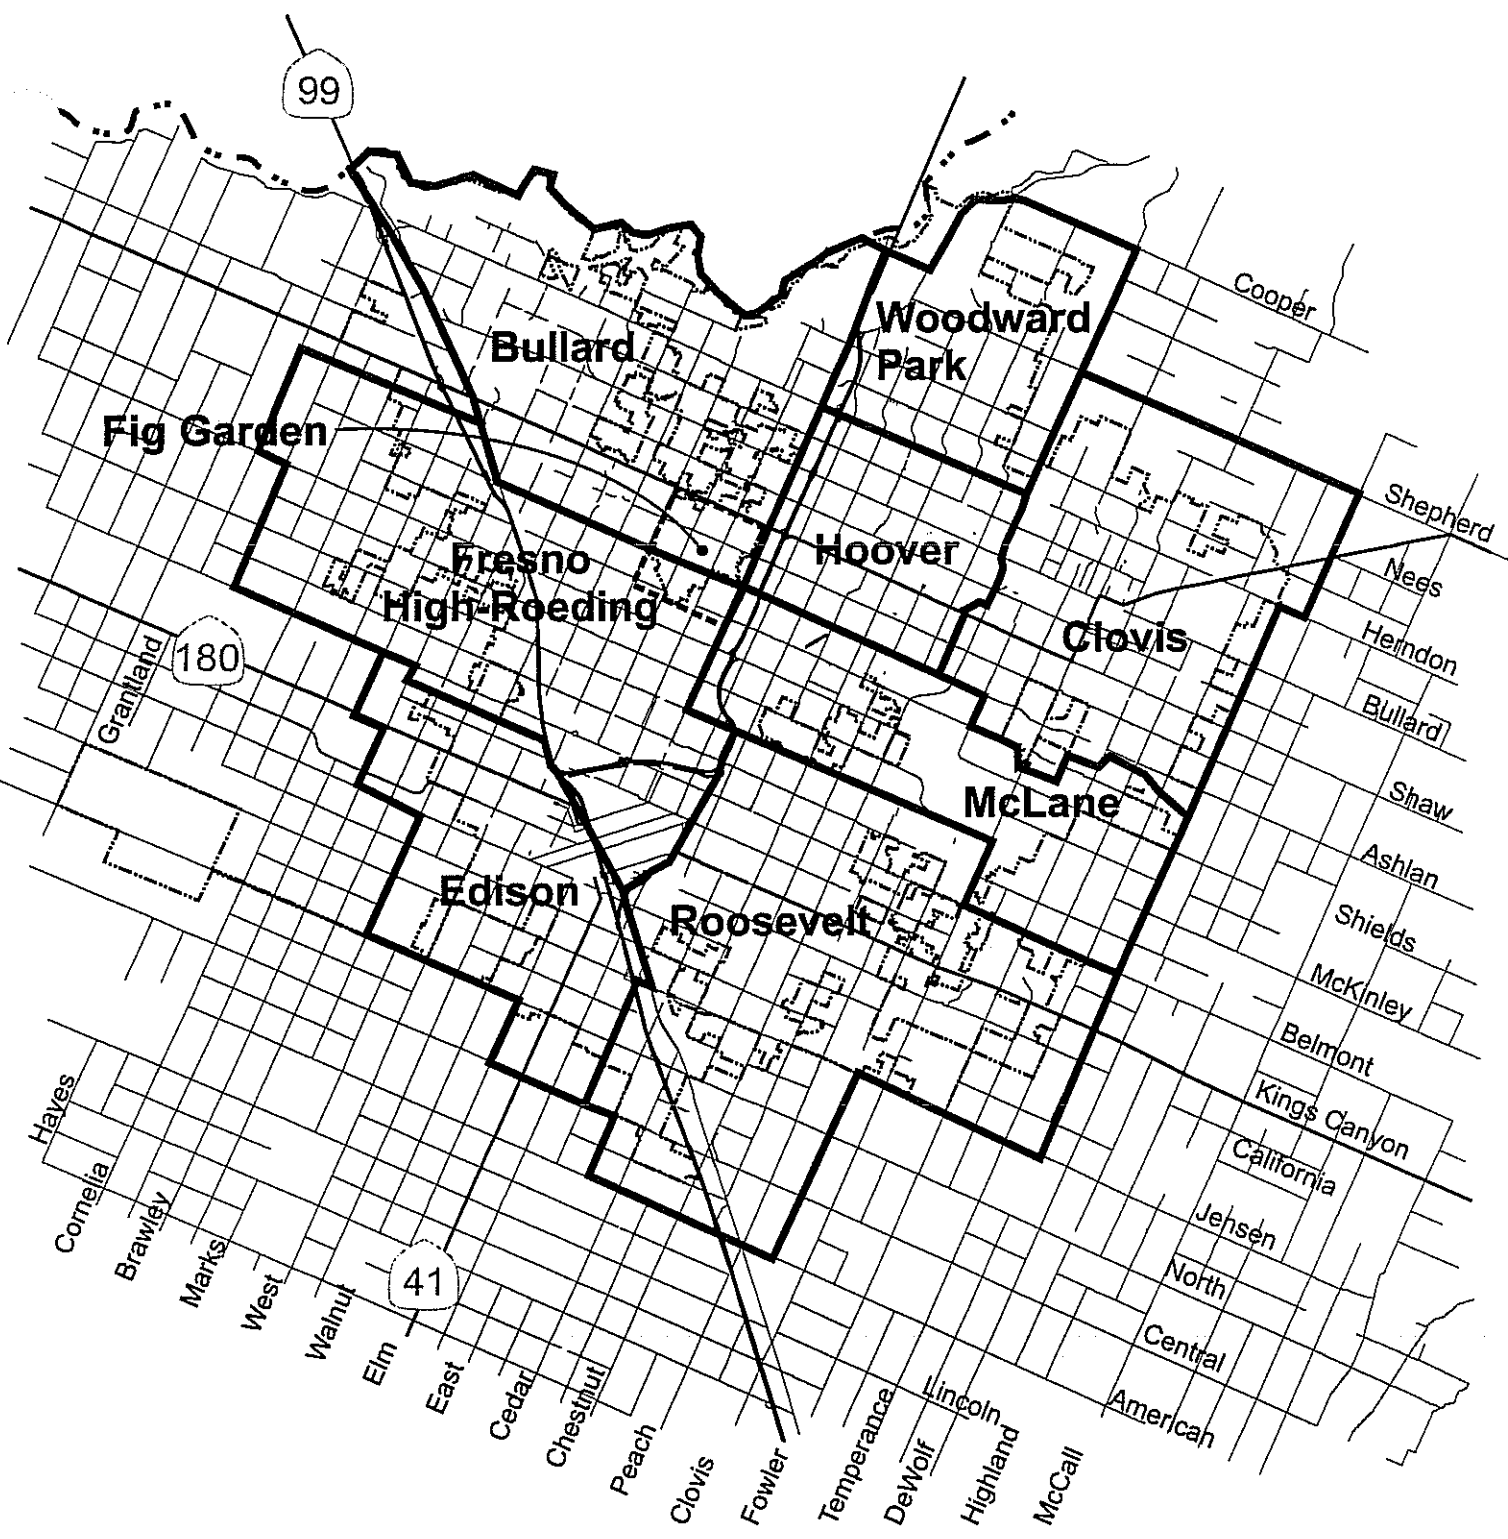 99
Cooper
Woodward
Park
Bullard
Fig Garden
Shepherd
Hoover
Nees
Fresno
High-Roeding
Clovis
Herndon
180
Grantland
Bullard
McLane
Shaw
Ashlan
Edison
Roosevelt
Shields
McKinley
Belmont
Kings Canyon
California
Jensen
North
Central
American
Lincoln
41
Hayes
Cornelia
Brawley
Marks
West
Walnut
Elm
East
Cedar
Chestnut
Peach
Clovis
Fowler
Temperance
DeWolf
Highland
McCall